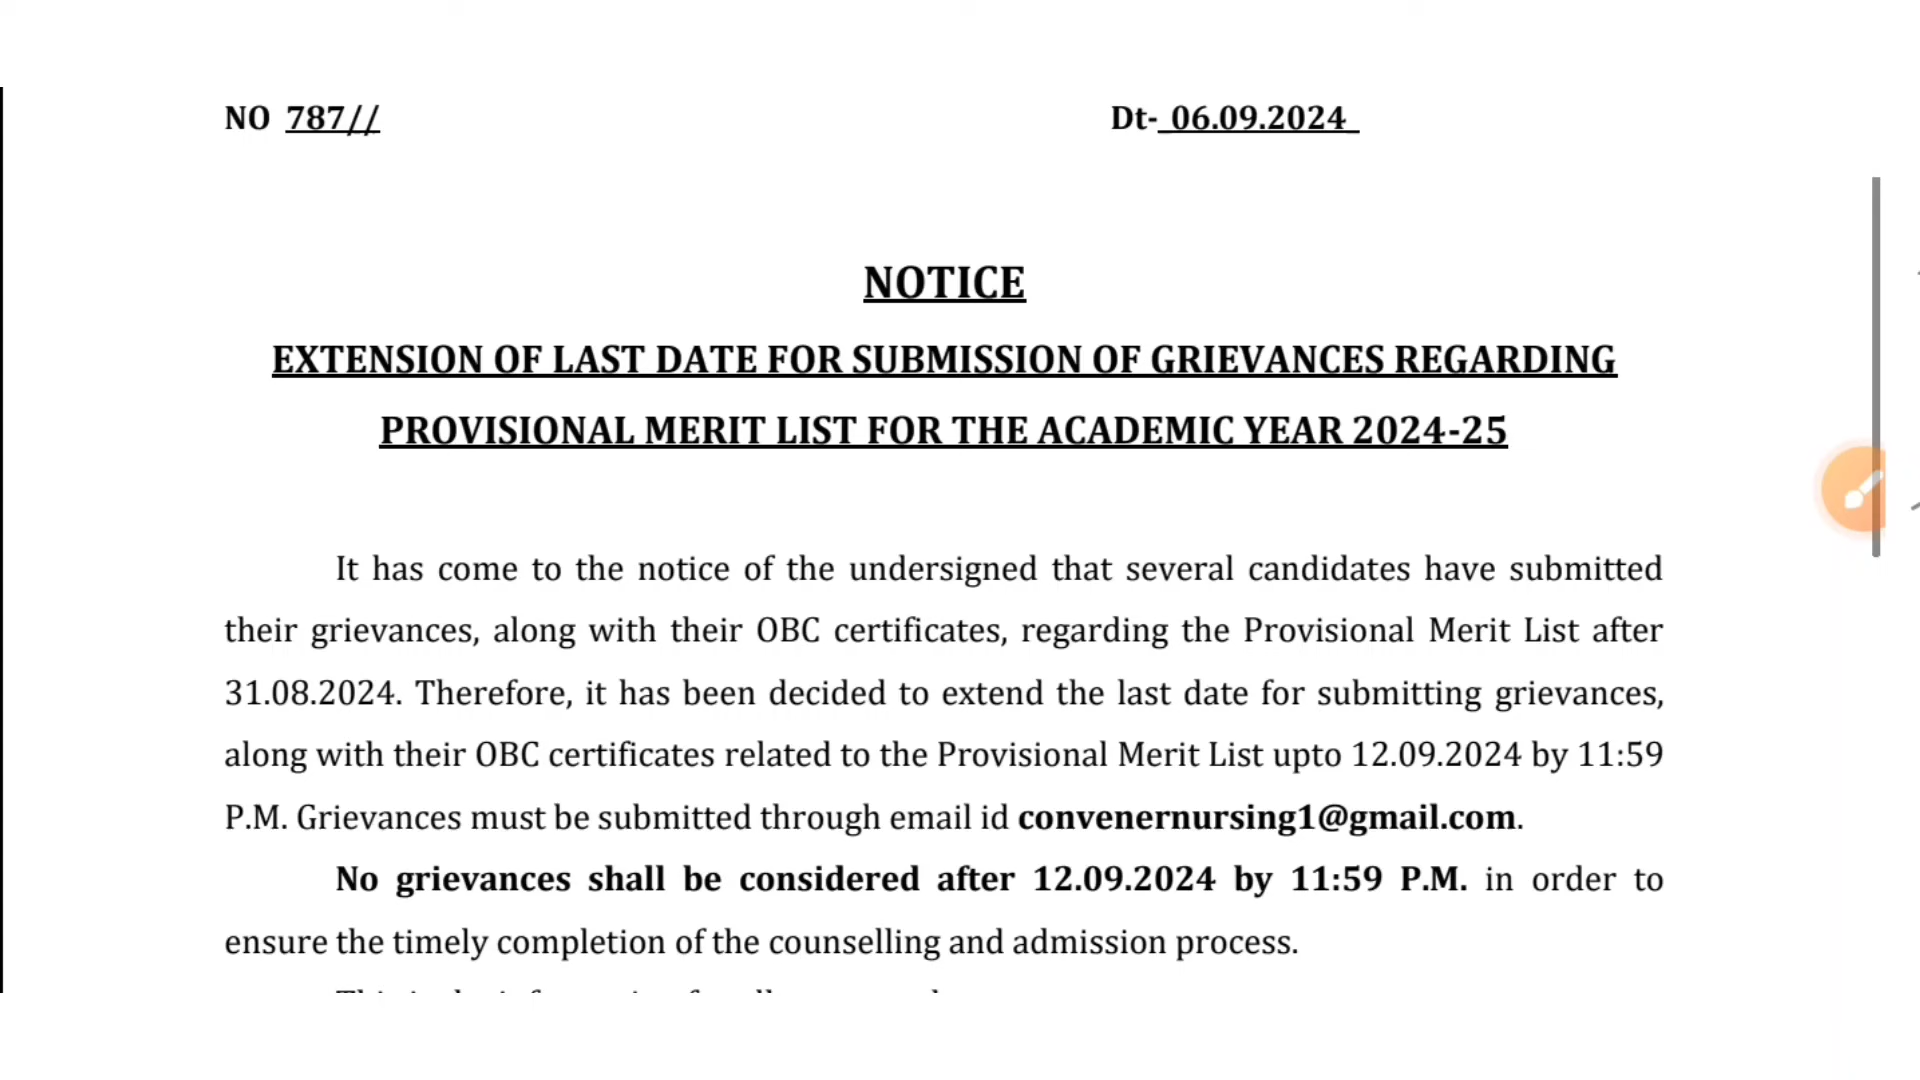 NO 787// Dt- 06.09.2024
NOTICE
EXTENSION OF LAST DATE FOR SUBMISSION OF GRIEVANCES REGARDING
PROVISIONAL MERIT LIST FOR THE ACADEMIC YEAR 2024-25
It has come to the notice of the undersigned that several candidates have submitted
their grievances, along with their OBC certificates, regarding the Provisional Merit List after
31.08.2024. Therefore, it has been decided to extend the last date for submitting grievances,
along with their OBC certificates related to the Provisional Merit List upto 12.09.2024 by 11:59
P.M. Grievances must be submitted through email id convenernursing1@gmail.com.
No grievances shall be considered after 12.09.2024 by 11:59 P.M. in order to
ensure the timely completion of the counselling and admission process.